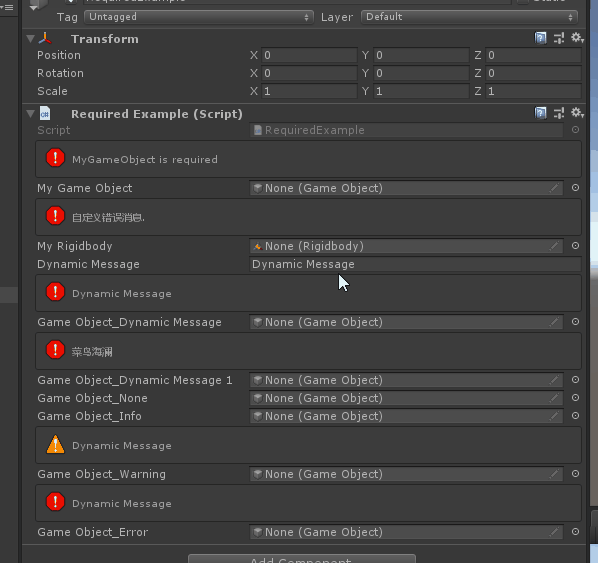 Tag Untagged Layer Default
Transform
Position X 0 Y 0 Z 0
Rotation X 0 Y 0 Z 0
Scale X 1 Y 1 Z 1
Required Example (Script)
Script RequiredExample
MyGameObject is required
My Game Object None (Game Object)
自定义错误消息.
My Rigidbody None (Rigidbody)
Dynamic Message Dynamic Message
Dynamic Message
Game Object_Dynamic Message None (Game Object)
菜鸟海澜
Game Object_Dynamic Message 1 None (Game Object)
Game Object_None None (Game Object)
Game Object_Info None (Game Object)
Dynamic Message
Game Object_Warning None (Game Object)
Dynamic Message
Game Object_Error None (Game Object)
Add Component